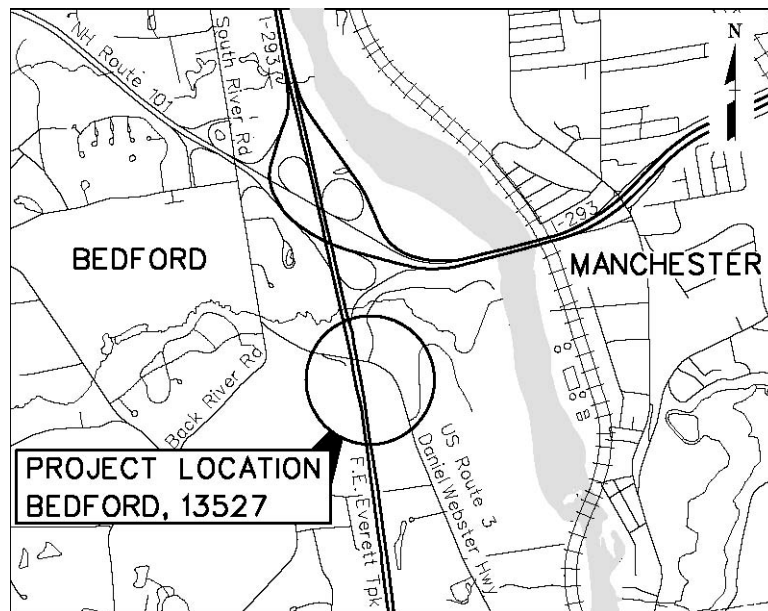 NH Route 101
South River Rd
I-293
N
I-293
BEDFORD
MANCHESTER
Back River Rd
PROJECT LOCATION
BEDFORD, 13527
F.E. Everett Tpk
US Route 3
Daniel Webster Hwy